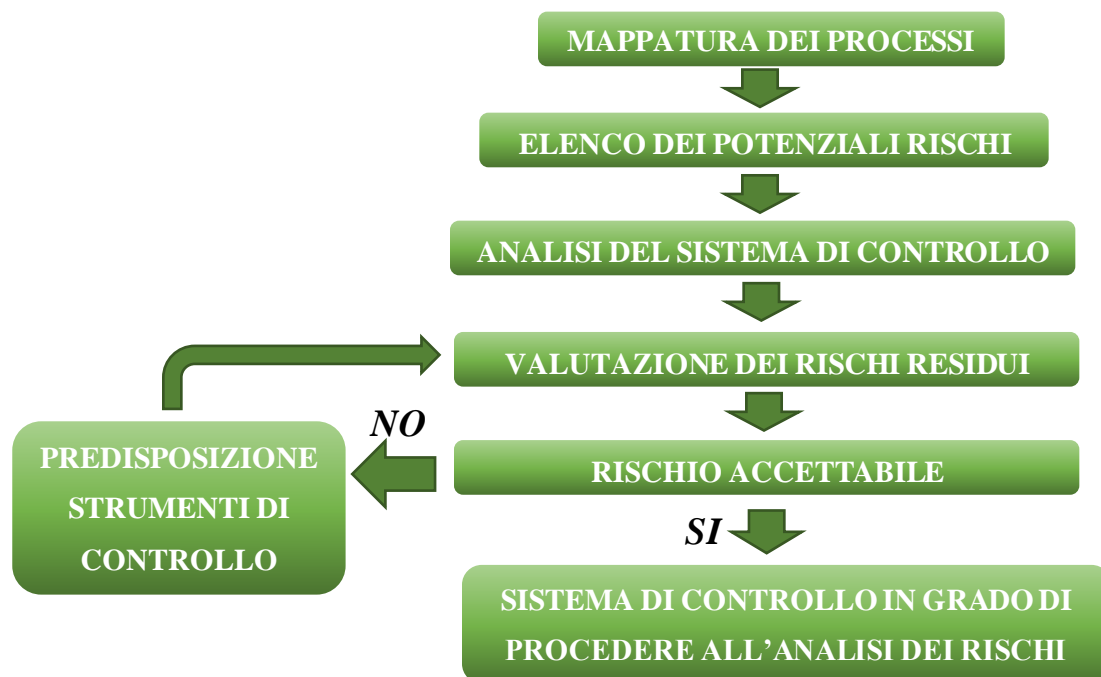 MAPPATURA DEI PROCESSI
ELENCO DEI POTENZIALI RISCHI
ANALISI DEL SISTEMA DI CONTROLLO
VALUTAZIONE DEI RISCHI RESIDUI
NO
PREDISPOSIZIONE
STRUMENTI DI
CONTROLLO
RISCHIO ACCETTABILE
SI
SISTEMA DI CONTROLLO IN GRADO DI
PROCEDERE ALL’ANALISI DEI RISCHI